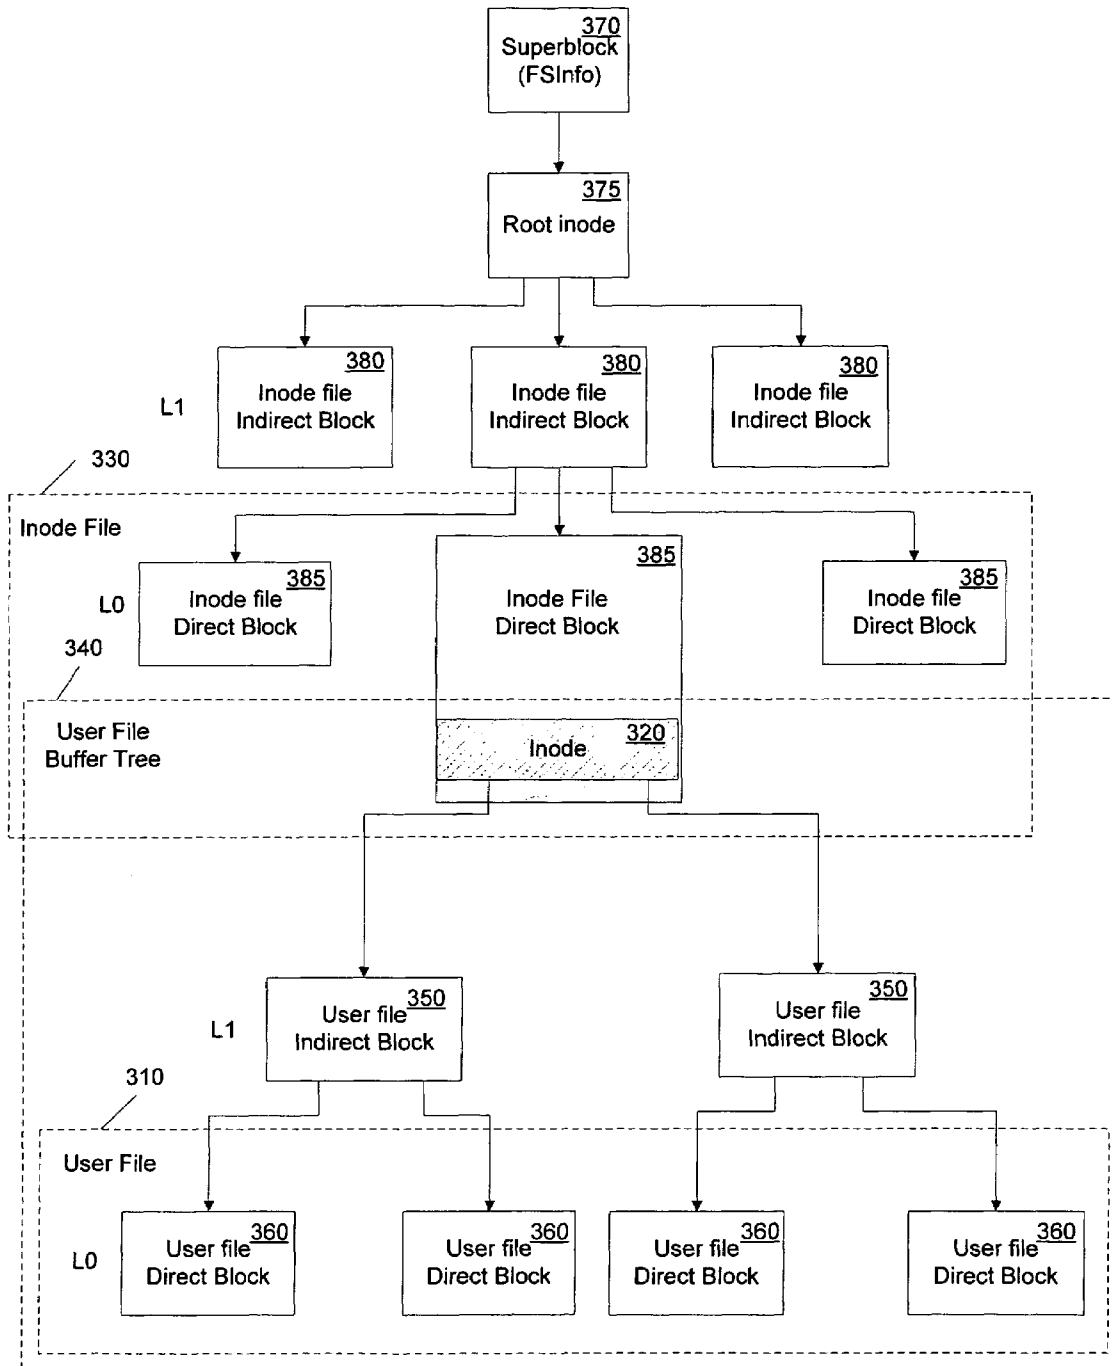 370
Superblock
(FSInfo)
375
Root inode
380
Inode file
Indirect Block
380
Inode file
Indirect Block
380
Inode file
Indirect Block
L1
330
Inode File
385
Inode file
Direct Block
385
Inode File
Direct Block
385
Inode file
Direct Block
L0
340
User File
Buffer Tree
320
Inode
350
User file
Indirect Block
350
User file
Indirect Block
L1
310
User File
360
User file
Direct Block
360
User file
Direct Block
360
User file
Direct Block
360
User file
Direct Block
L0